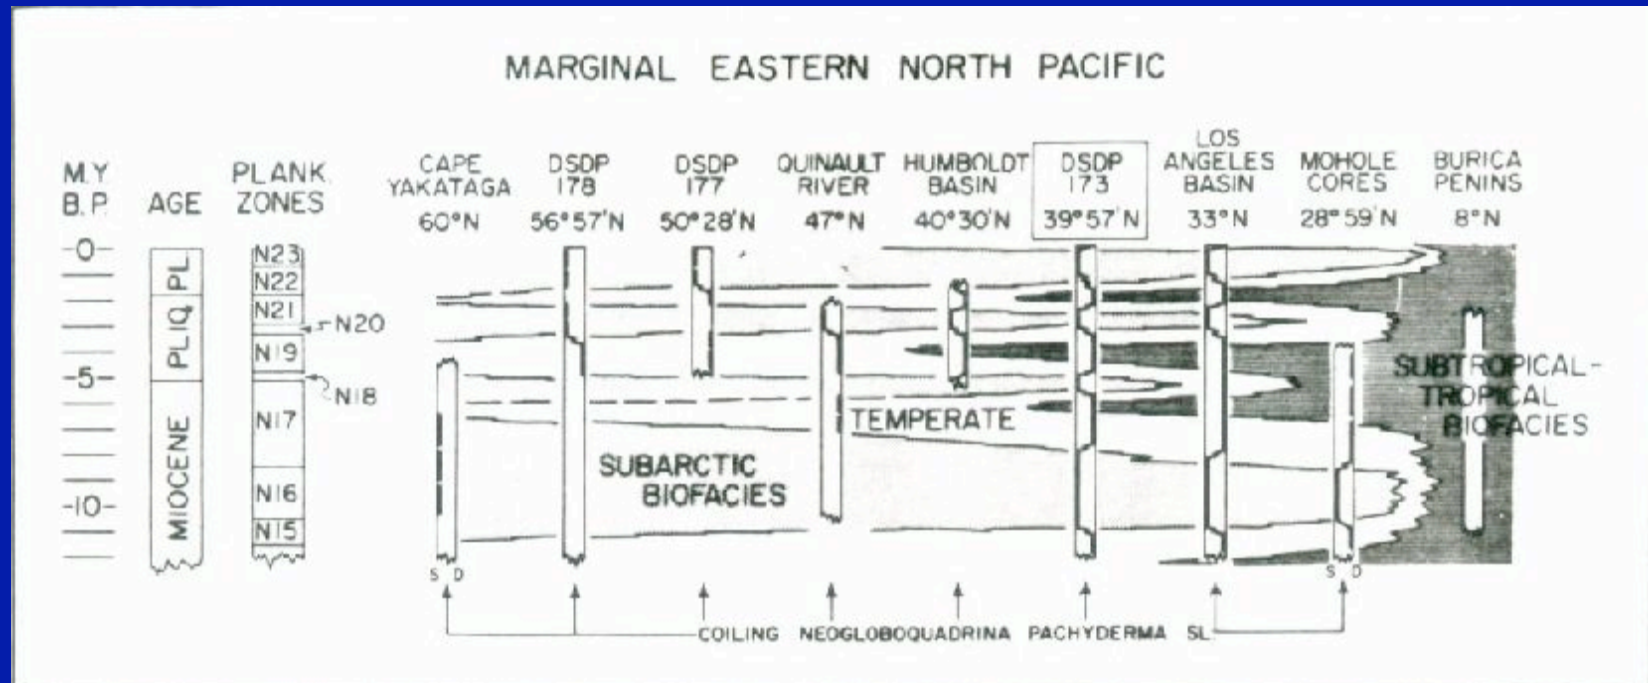 MARGINAL EASTERN NORTH PACIFIC
M.Y
B.P.
AGE
PLANK
ZONES
CAPE
YAKATAGA
60°N
DSDP
178
56°57'N
DSDP
177
50°28'N
QUINAULT
RIVER
47°N
HUMBOLDT
BASIN
40°30'N
DSDP
173
39°57'N
LOS
ANGELES
BASIN
33°N
MOHOLE
CORES
28°59'N
BURICA
PENINS
8°N
-0-
-5-
-10-
PL
PLIO
MIOCENE
N23
N22
N21
N20
N19
N18
N17
N16
N15
TEMPERATE
SUBARCTIC
BIOFACIES
SUBTROPICAL-
TROPICAL
BIOFACIES
S D
S D
COILING NEOGLOBOQUADRINA PACHYDERMA SL